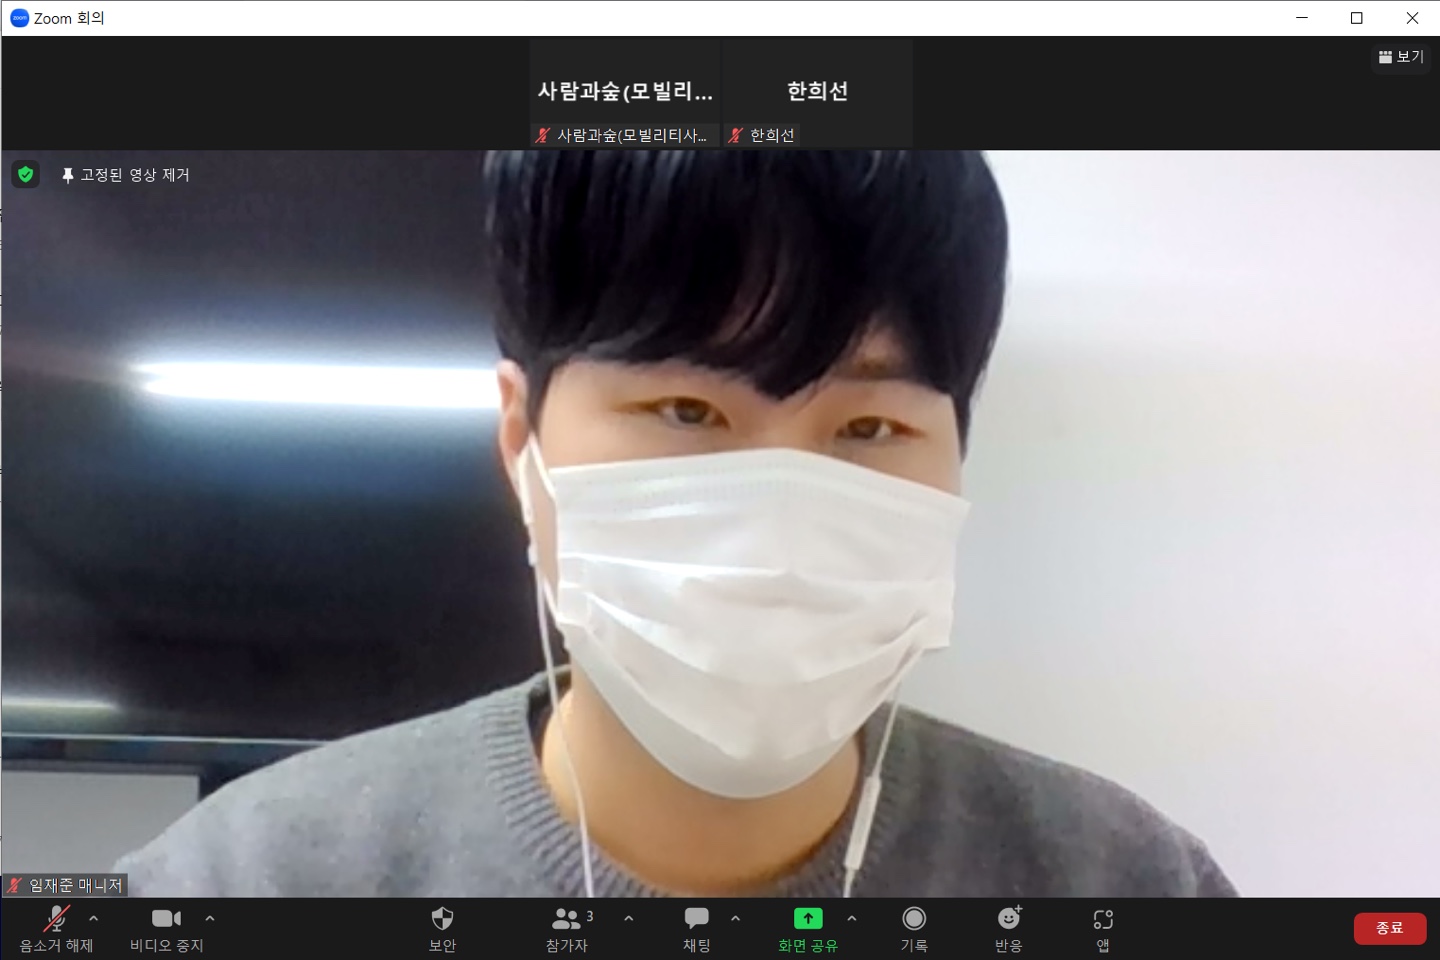 zoom Zoom 회의
보기
사람과숲(모빌리...
한희선
사람과숲(모빌리티사...
한희선
고정된 영상 제거
임재준 매니저
3
음소거 해제
비디오 중지
보안
참가자
채팅
화면 공유
기록
반응
앱
종료